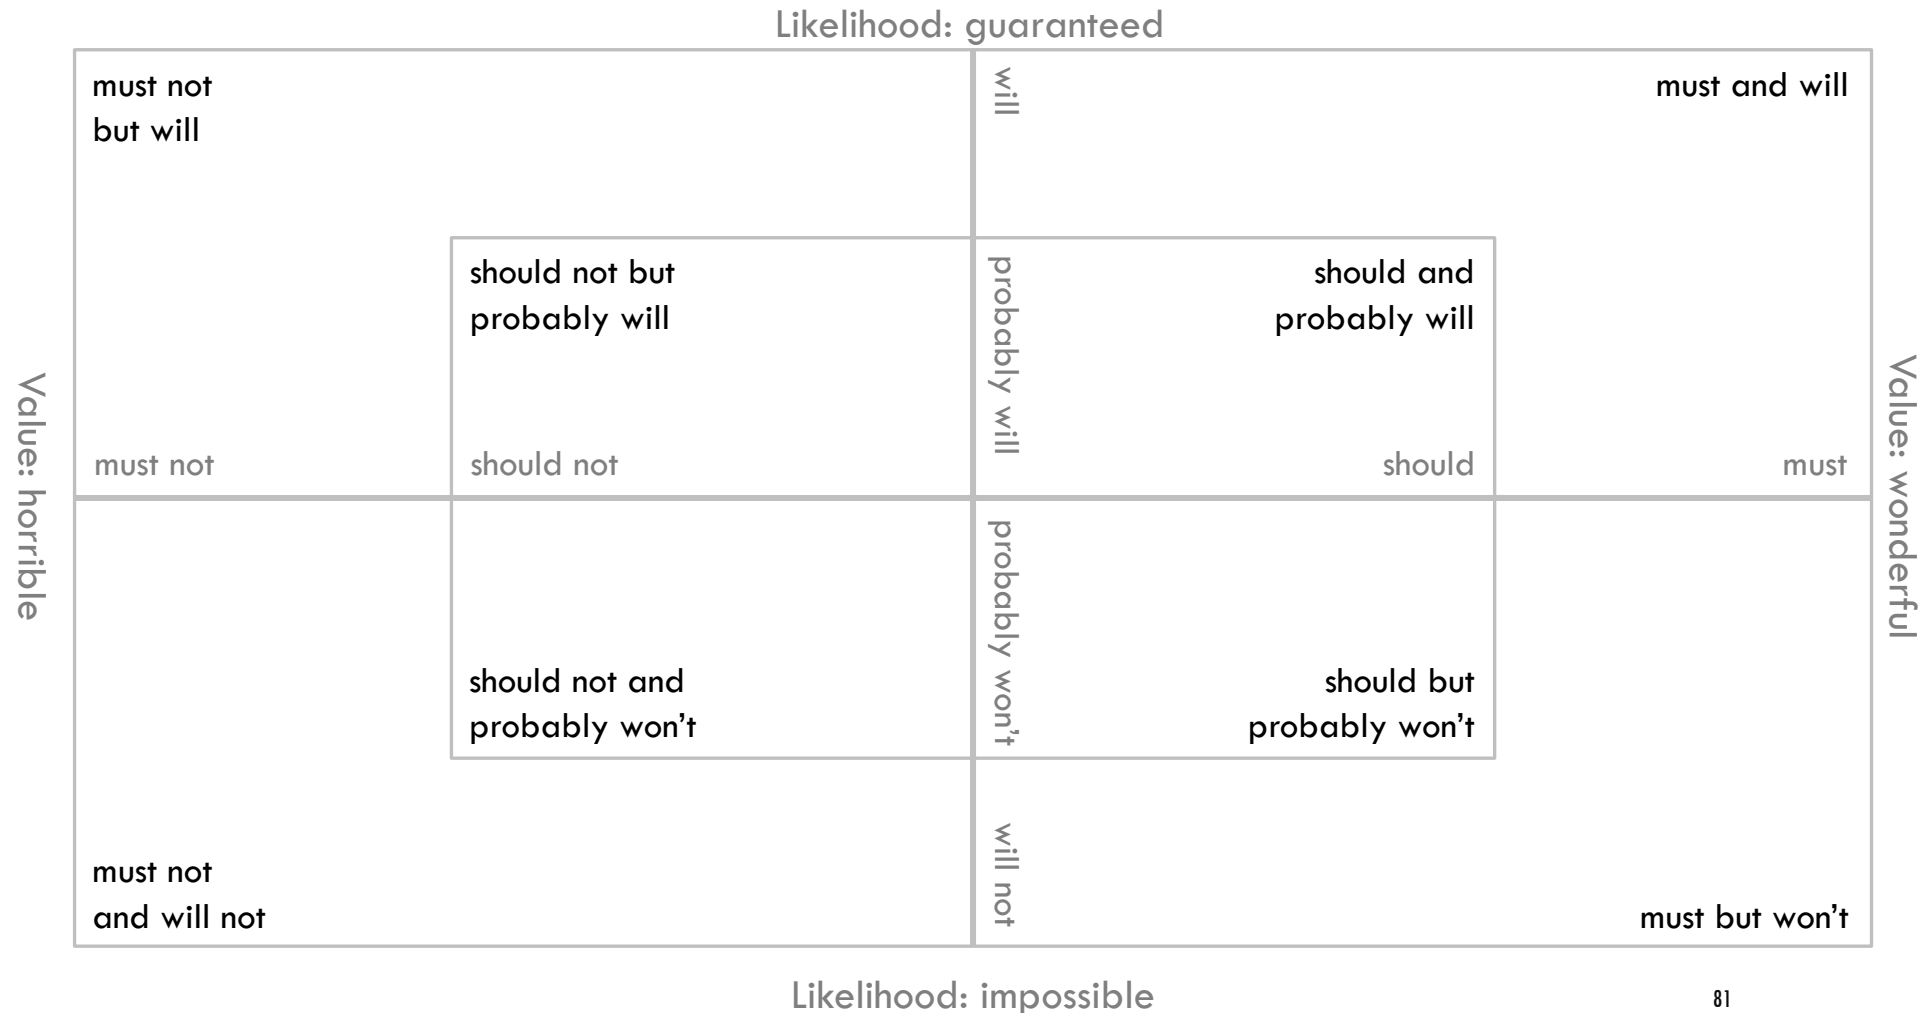 Likelihood: guaranteed
must not
but will
will
must and will
should not but
probably will
probably will
should and
probably will
Value: horrible
must not
should not
should
must
Value: wonderful
should not and
probably won't
probably won't
should but
probably won't
must not
and will not
will not
must but won't
Likelihood: impossible
81